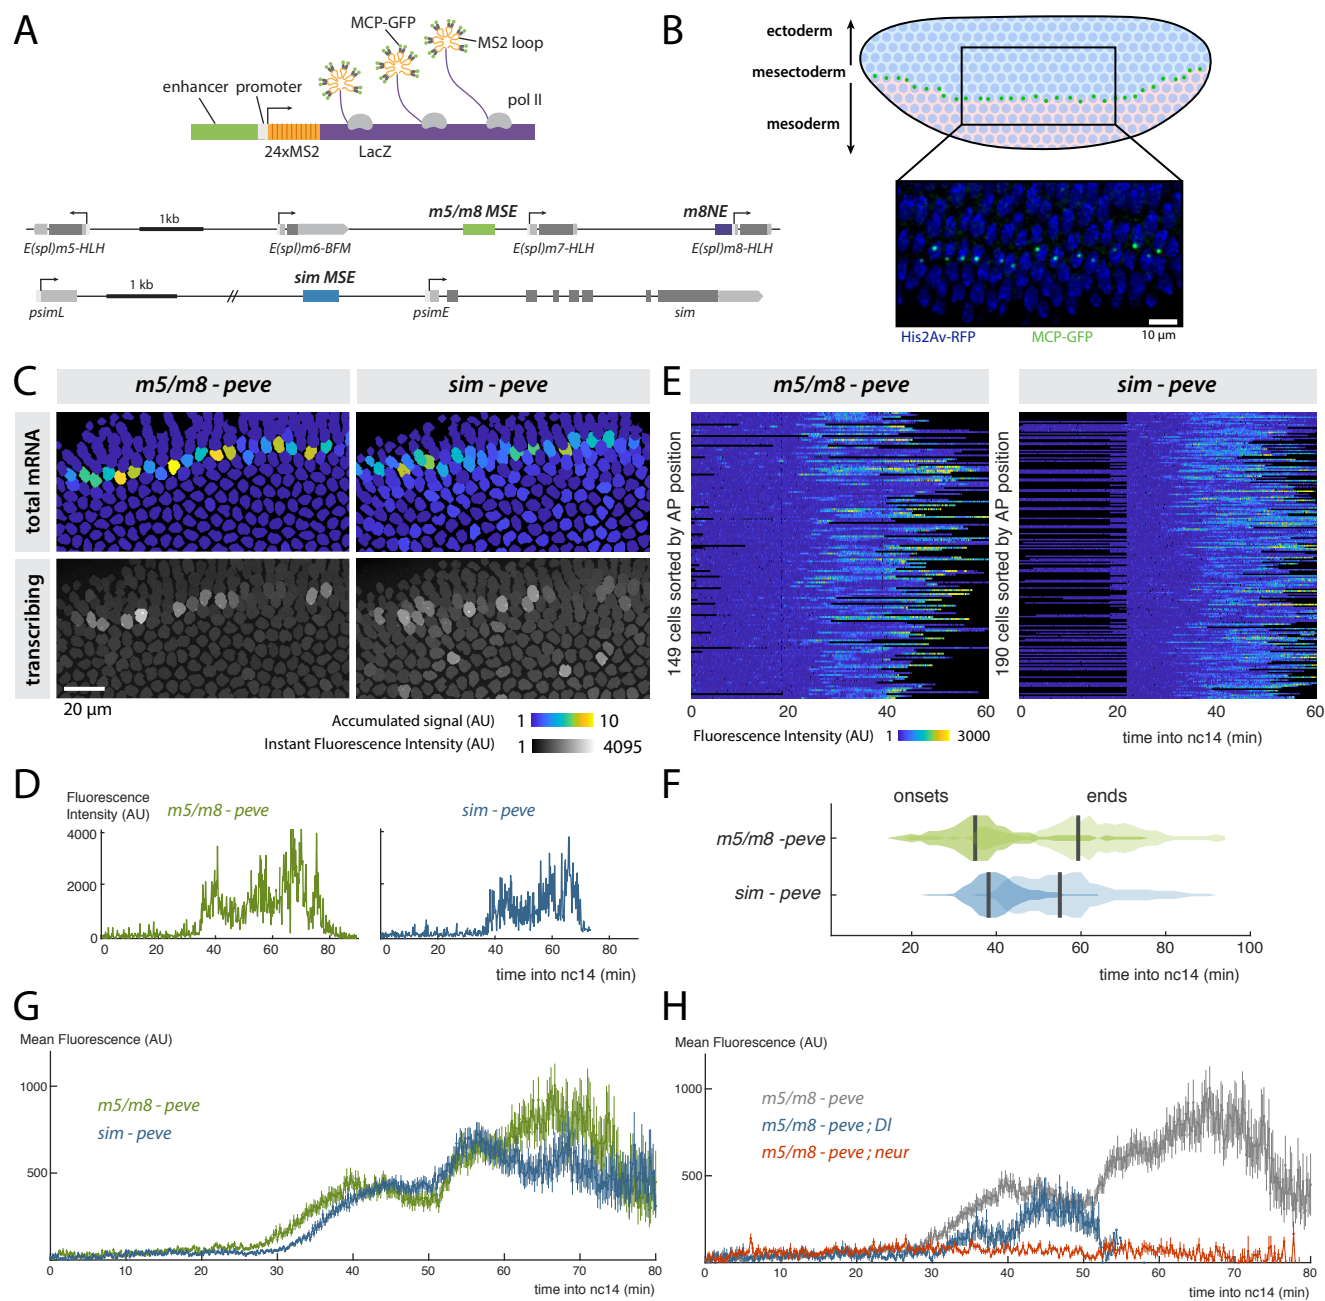 A
MCP-GFP
MS2 loop
enhancer
promoter
pol II
24xMS2
LacZ
1kb
m5/m8 MSE
m8NE
E(spl)m5-HLH
E(spl)m6-BFM
E(spl)m7-HLH
E(spl)m8-HLH
1 kb
sim MSE
psimL
psimE
sim
B
ectoderm
mesectoderm
mesoderm
His2Av-RFP
MCP-GFP
10 µm
C
m5/m8 - peve
sim - peve
total mRNA
transcribing
20 µm
Accumulated signal (AU)
1
10
Instant Fluorescence Intensity (AU)
1
4095
E
m5/m8 - peve
sim - peve
149 cells sorted by AP position
190 cells sorted by AP position
0
20
40
60
0
20
40
60
Fluorescence Intensity (AU)
1
3000
time into nc14 (min)
D
Fluorescence
Intensity (AU)
m5/m8 - peve
sim - peve
4000
2000
0
0
20
40
60
80
0
20
40
60
80
time into nc14 (min)
F
onsets
ends
m5/m8 -peve
sim - peve
20
40
60
80
100
time into nc14 (min)
G
Mean Fluorescence (AU)
1000
500
m5/m8 - peve
sim - peve
0
10
20
30
40
50
60
70
80
time into nc14 (min)
H
Mean Fluorescence (AU)
1000
500
m5/m8 - peve
m5/m8 - peve ; Dl
m5/m8 - peve ; neur
0
10
20
30
40
50
60
70
80
time into nc14 (min)